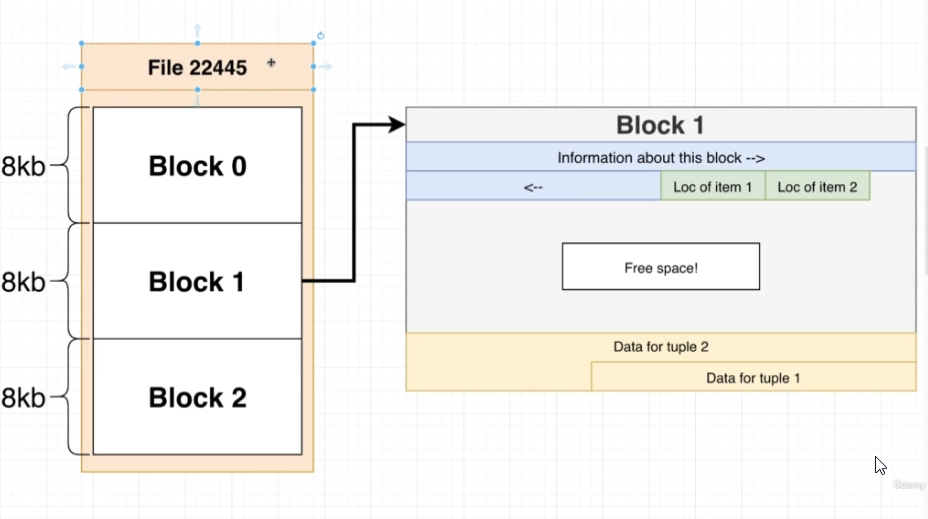 File 22445
8kb
Block 0
8kb
Block 1
8kb
Block 2
Block 1
Information about this block -->
<--
Loc of item 1
Loc of item 2
Free space!
Data for tuple 2
Data for tuple 1
Udemy